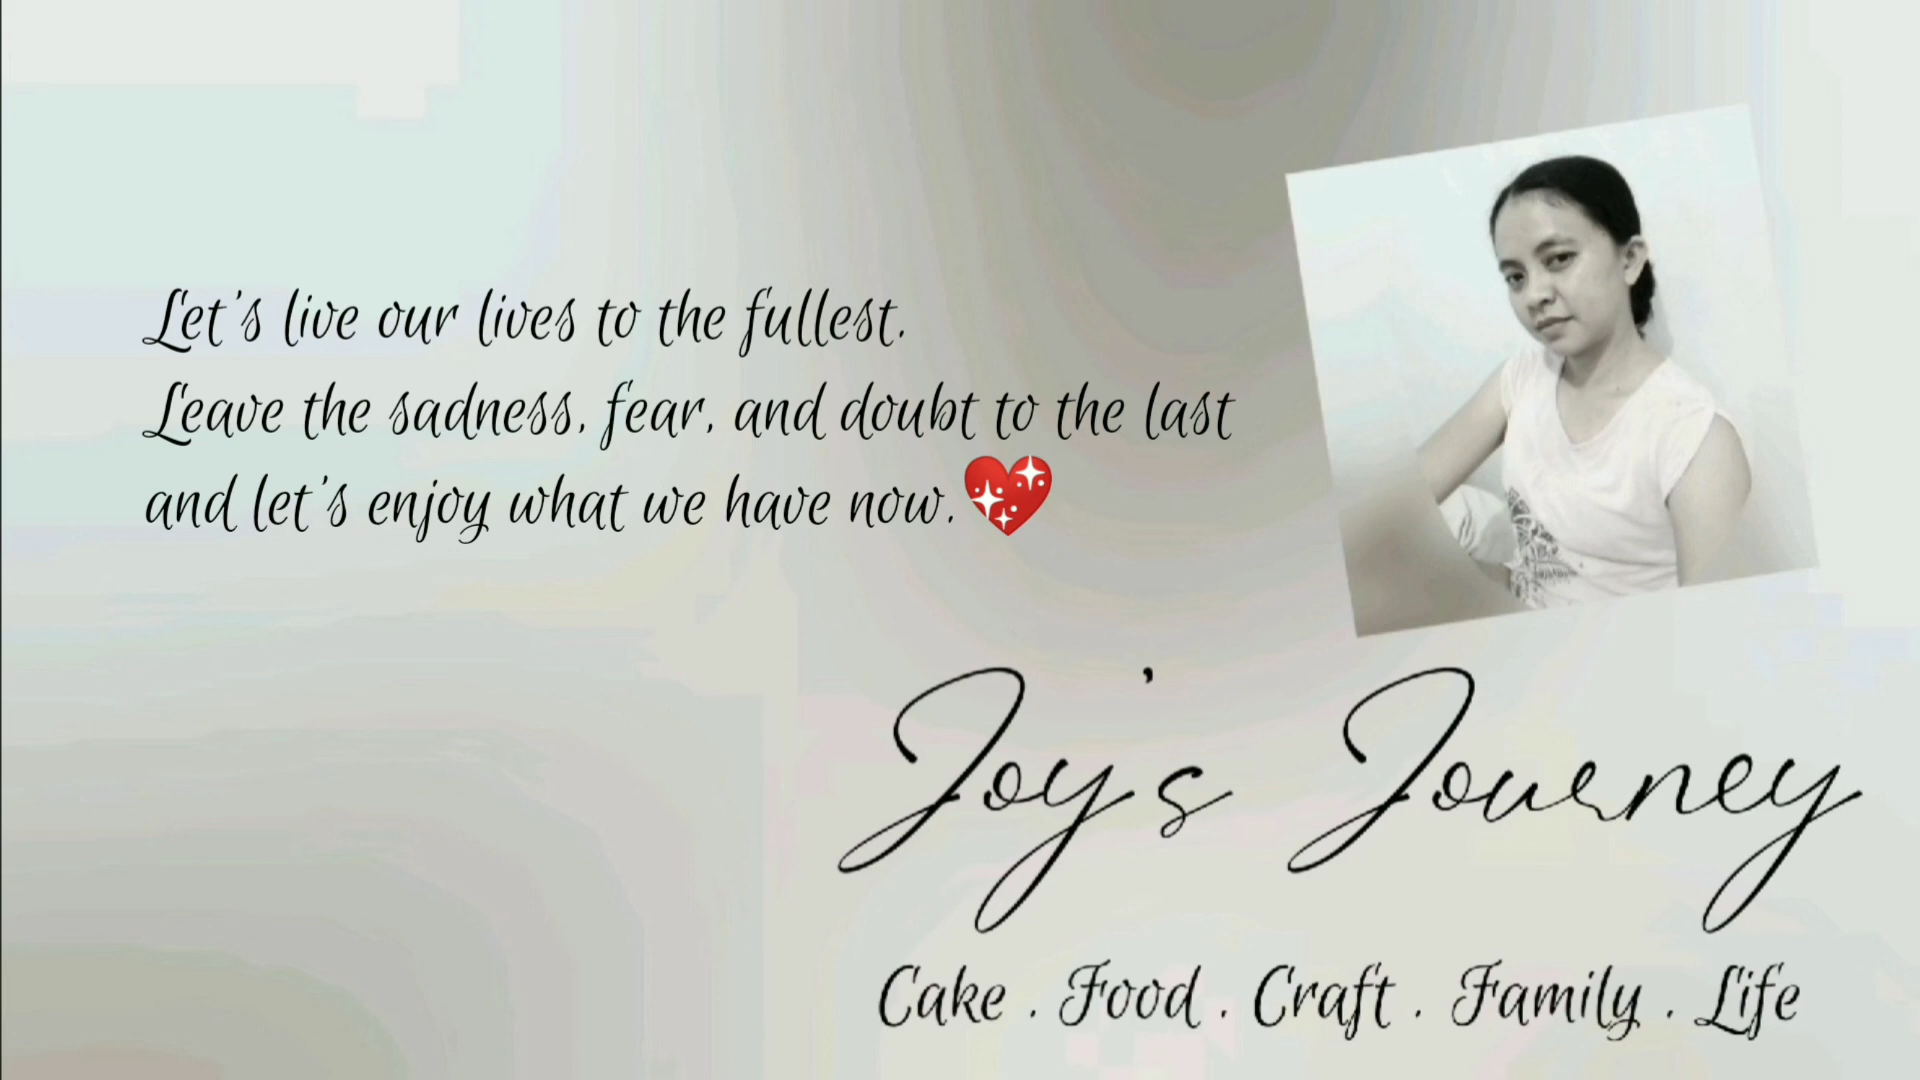 Let's live our lives to the fullest.
Leave the sadness, fear, and doubt to the last
and let's enjoy what we have now.💖
Joy's Journey
Cake . Food . Craft . Family . Life